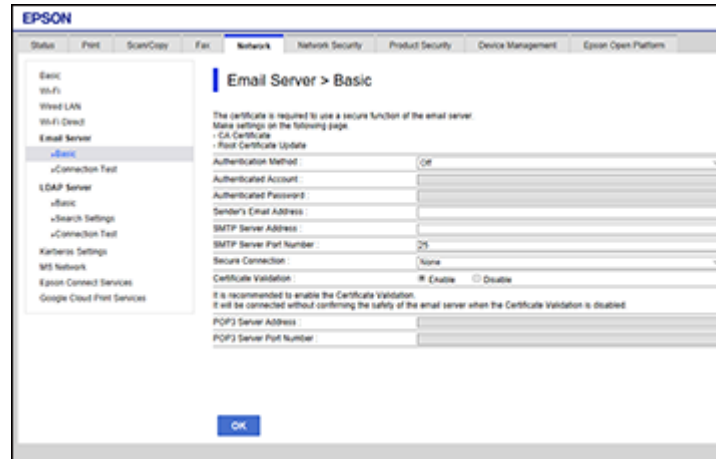 EPSON
Status Print Scan/Copy Fax Network Network Security Product Security Device Management Epson Open Platform
Basic
Wi-Fi
Wired LAN
Wi-Fi Direct
Email Server
»Basic
»Connection Test
LDAP Server
»Basic
»Search Settings
»Connection Test
Kerberos Settings
MS Network
Epson Connect Services
Google Cloud Print Services
Email Server > Basic
The certificate is required to use a secure function of the email server.
Make settings on the following page.
- CA Certificate
- Root Certificate Update
Authentication Method : Off
Authenticated Account :
Authenticated Password :
Sender's Email Address :
SMTP Server Address :
SMTP Server Port Number : 25
Secure Connection : None
Certificate Validation : Enable Disable
It is recommended to enable the Certificate Validation.
It will be connected without confirming the safety of the email server when the Certificate Validation is disabled.
POP3 Server Address :
POP3 Server Port Number :
OK